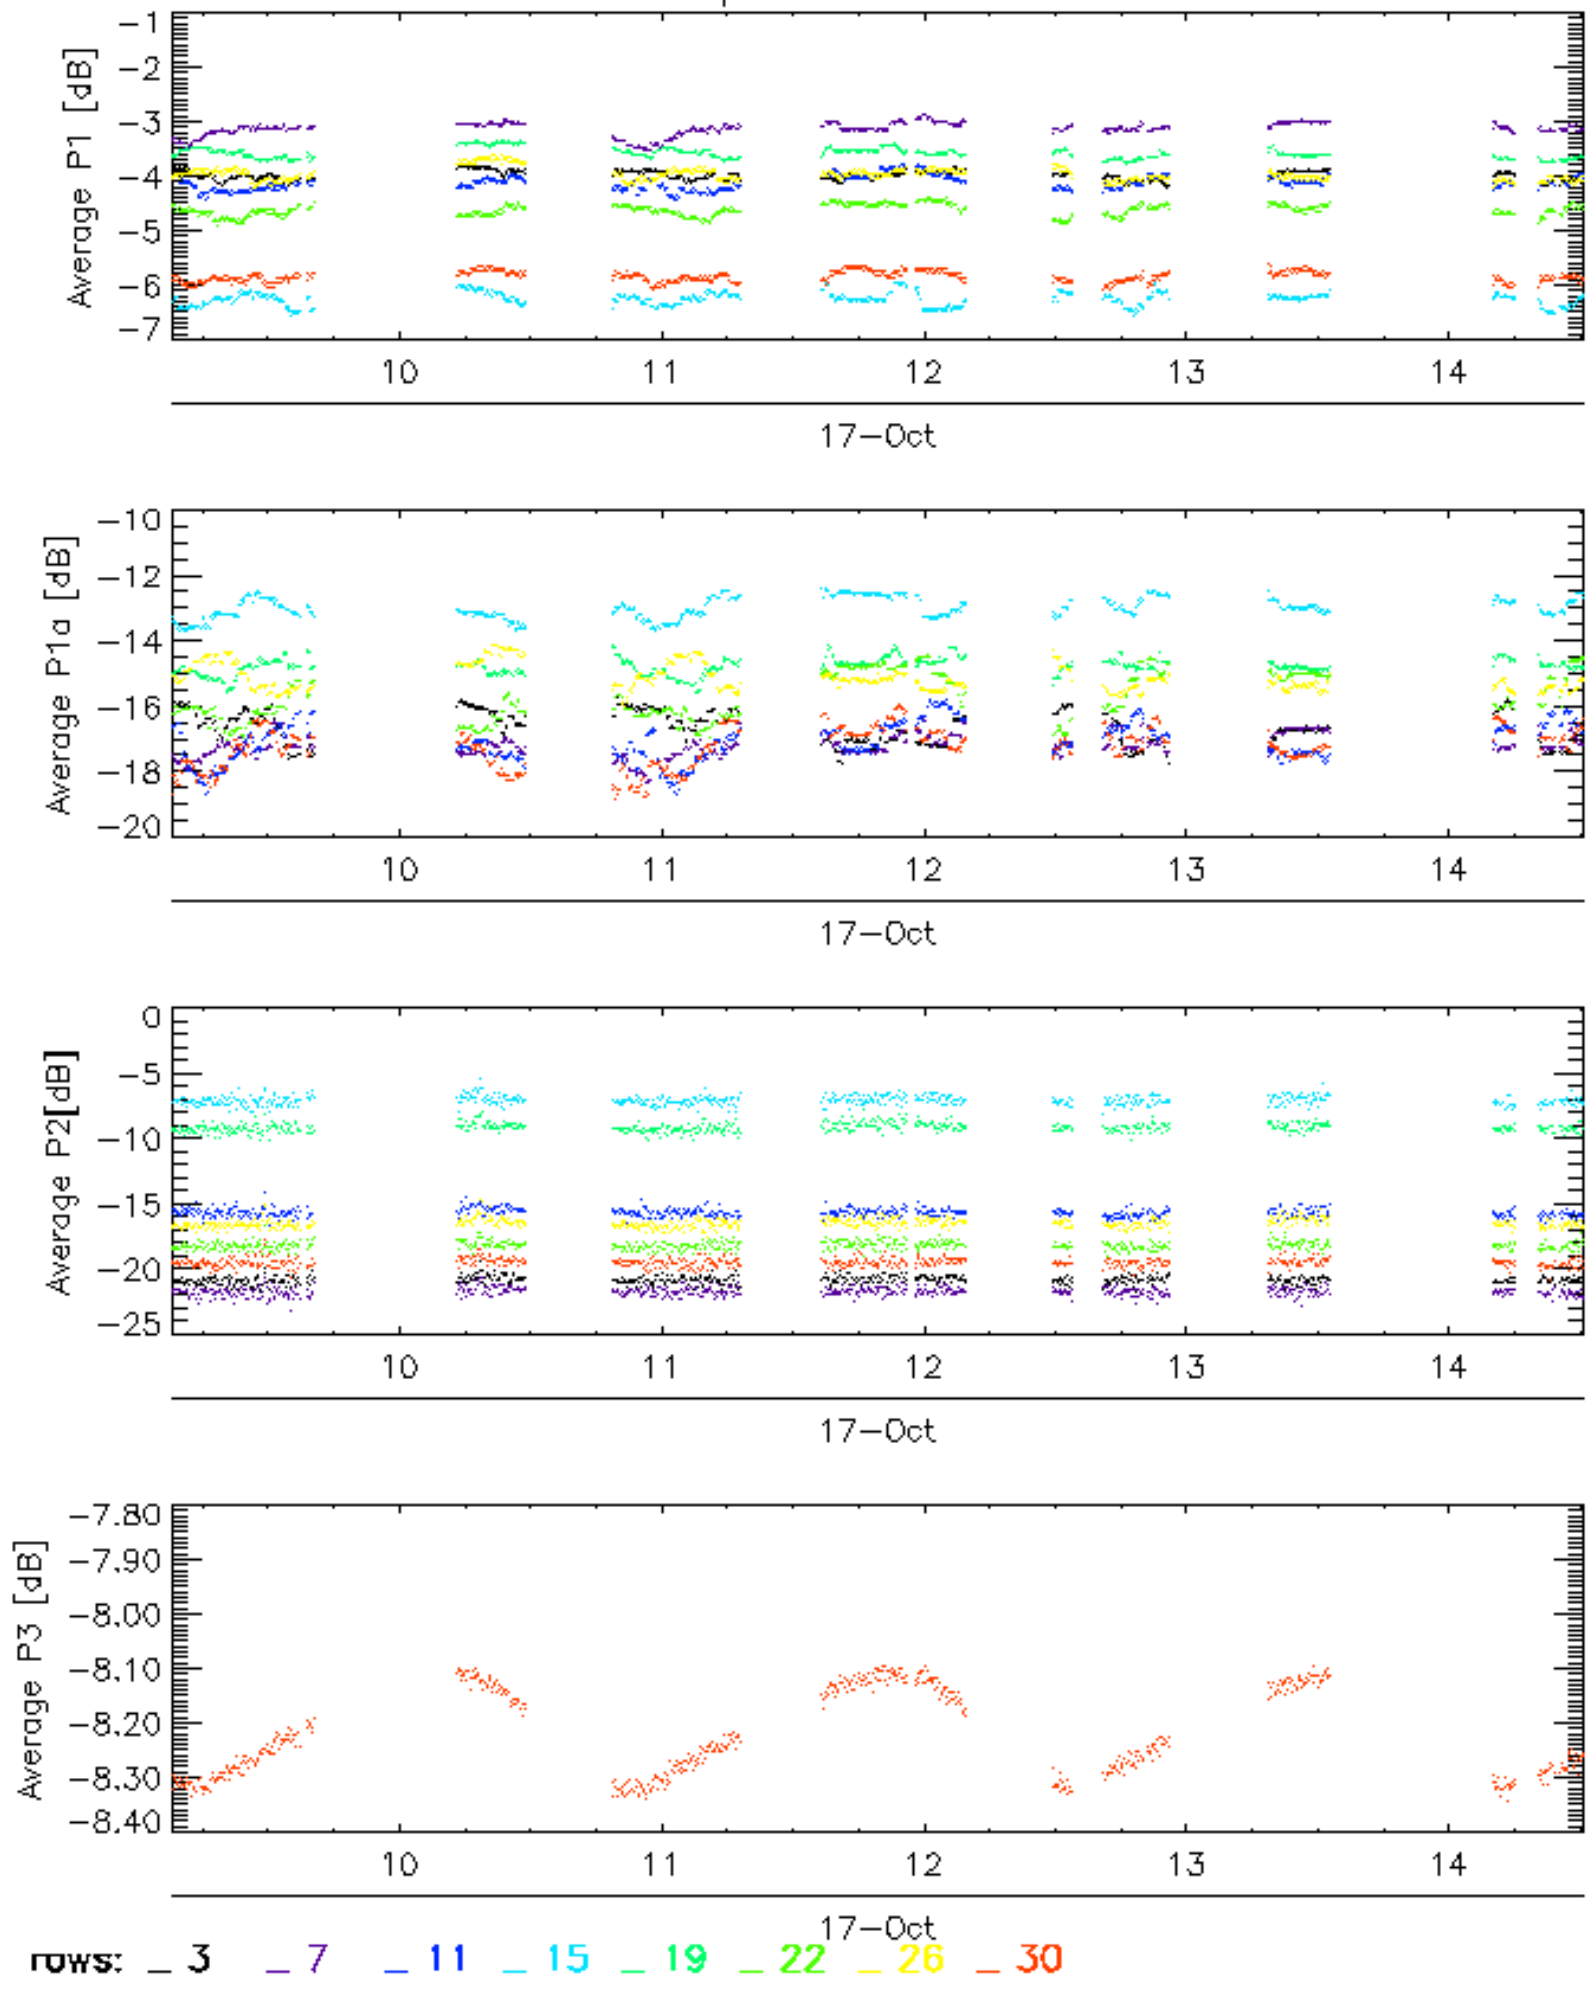 Average P1 [dB]
-1
-2
-3
-4
-5
-6
-7
10 11 12 13 14
17-Oct
Average P1a [dB]
-10
-12
-14
-16
-18
-20
10 11 12 13 14
17-Oct
Average P2[dB]
0
-5
-10
-15
-20
-25
10 11 12 13 14
17-Oct
Average P3 [dB]
-7.80
-7.90
-8.00
-8.10
-8.20
-8.30
-8.40
10 11 12 13 14
17-Oct
rows: _ 3 _ 7 _ 11 _ 15 _ 19 _ 22 _ 26 _ 30